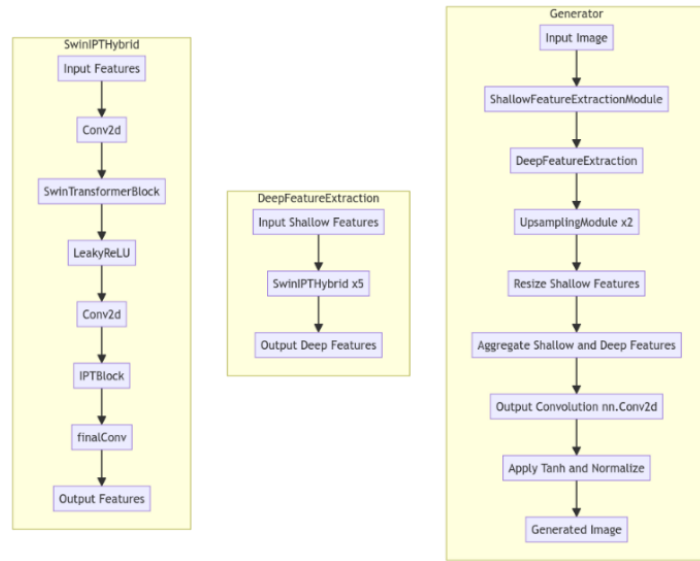 SwinIPTHybrid
Input Features
Conv2d
SwinTransformerBlock
LeakyReLU
Conv2d
IPTBlock
finalConv
Output Features
DeepFeatureExtraction
Input Shallow Features
SwinIPTHybrid x5
Output Deep Features
Generator
Input Image
ShallowFeatureExtractionModule
DeepFeatureExtraction
UpsamplingModule x2
Resize Shallow Features
Aggregate Shallow and Deep Features
Output Convolution nn.Conv2d
Apply Tanh and Normalize
Generated Image